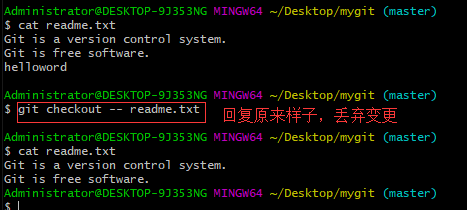 Administrator@DESKTOP-9J353NG MINGW64 ~/Desktop/mygit (master)
$ cat readme.txt
Git is a version control system.
Git is free software.
helloword
Administrator@DESKTOP-9J353NG MINGW64 ~/Desktop/mygit (master)
$ git checkout -- readme.txt 回复原来样子，丢弃变更
Administrator@DESKTOP-9J353NG MINGW64 ~/Desktop/mygit (master)
$ cat readme.txt
Git is a version control system.
Git is free software.
Administrator@DESKTOP-9J353NG MINGW64 ~/Desktop/mygit (master)
$